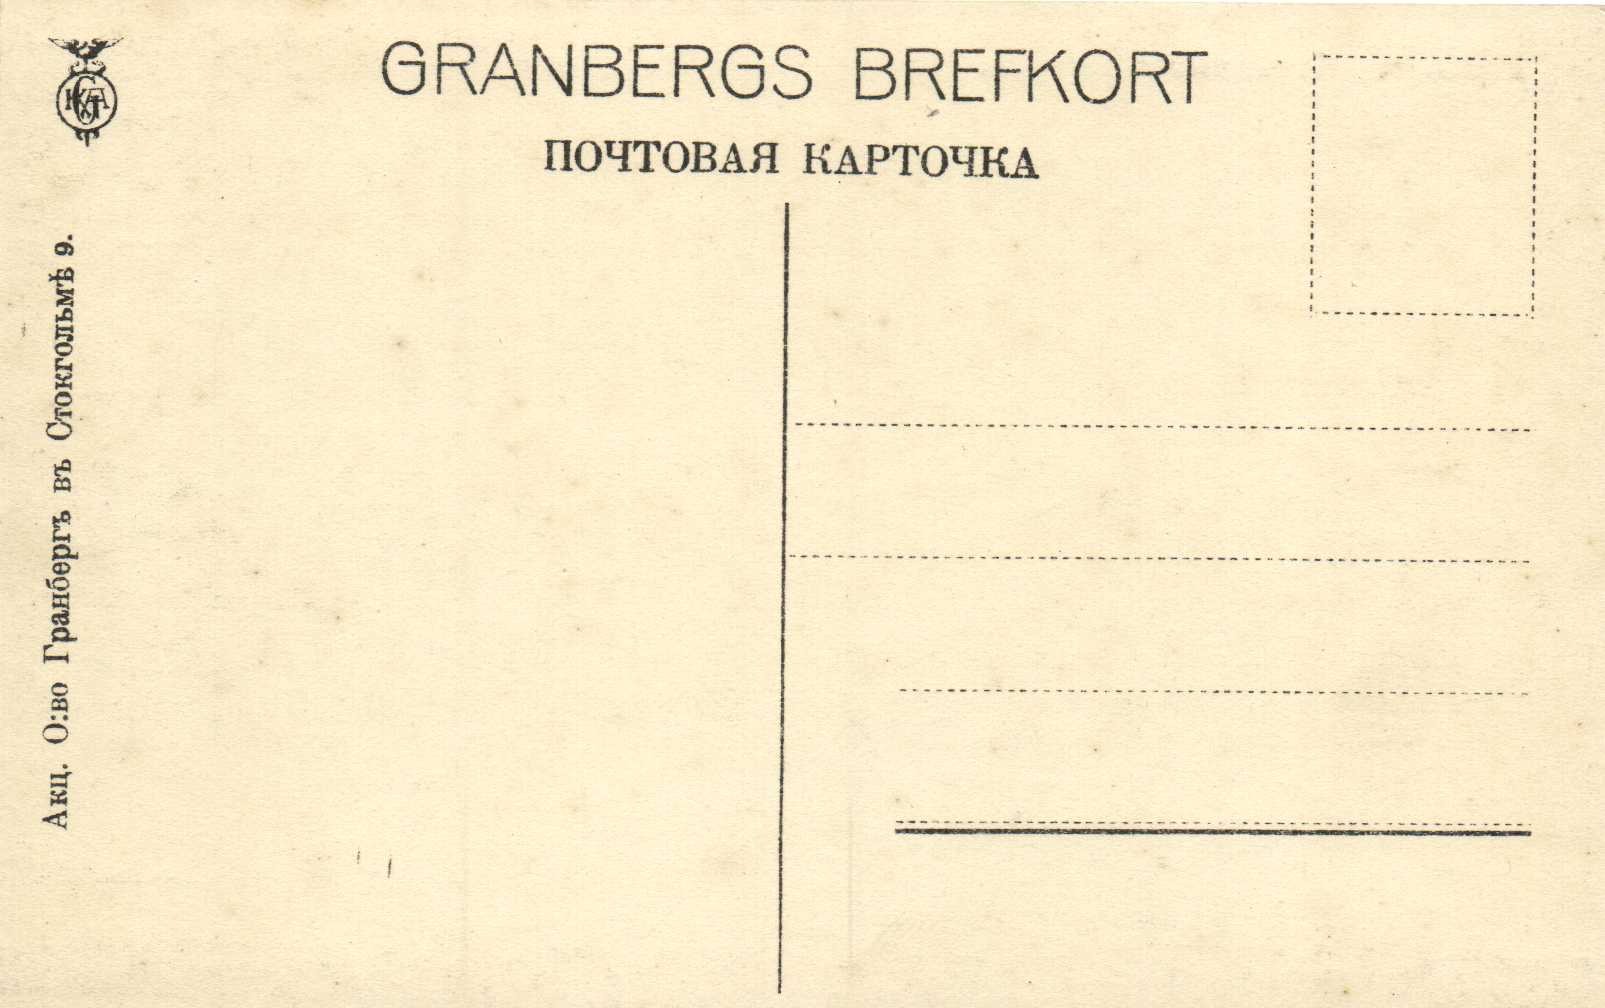 GRANBERGS BREFKORT
ПОЧТОВАЯ КАРТОЧКА
Акц. О:во Гранбергъ въ Стокгольмѣ 9.